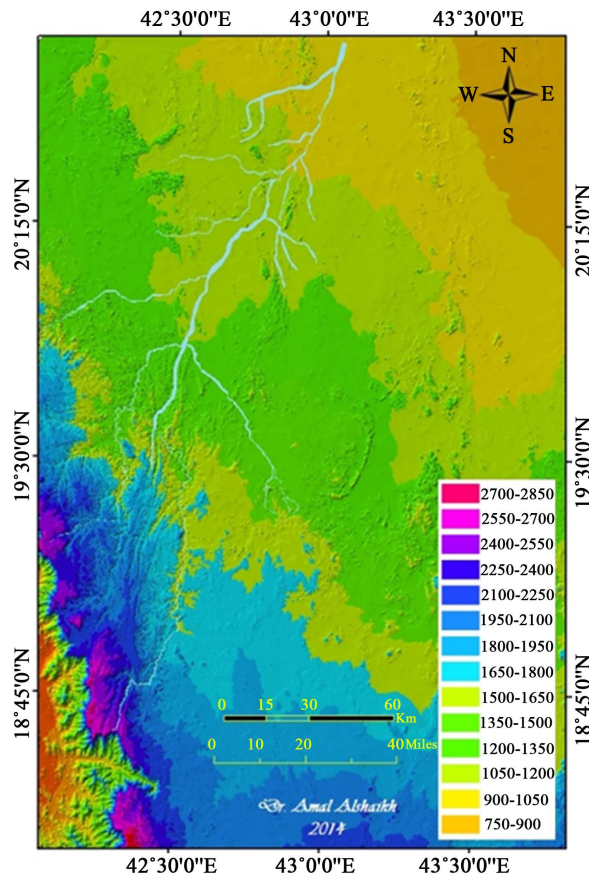 42°30'0"E 43°0'0"E 43°30'0"E
N
W E
S
20°15'0"N 20°15'0"N
19°30'0"N 19°30'0"N
18°45'0"N 18°45'0"N
2700-2850
2550-2700
2400-2550
2250-2400
2100-2250
1950-2100
1800-1950
1650-1800
1500-1650
1350-1500
1200-1350
1050-1200
900-1050
750-900
0 15 30 60
Km
0 10 20 40 Miles
Dr. Amal Alshaikh
2014
42°30'0"E 43°0'0"E 43°30'0"E